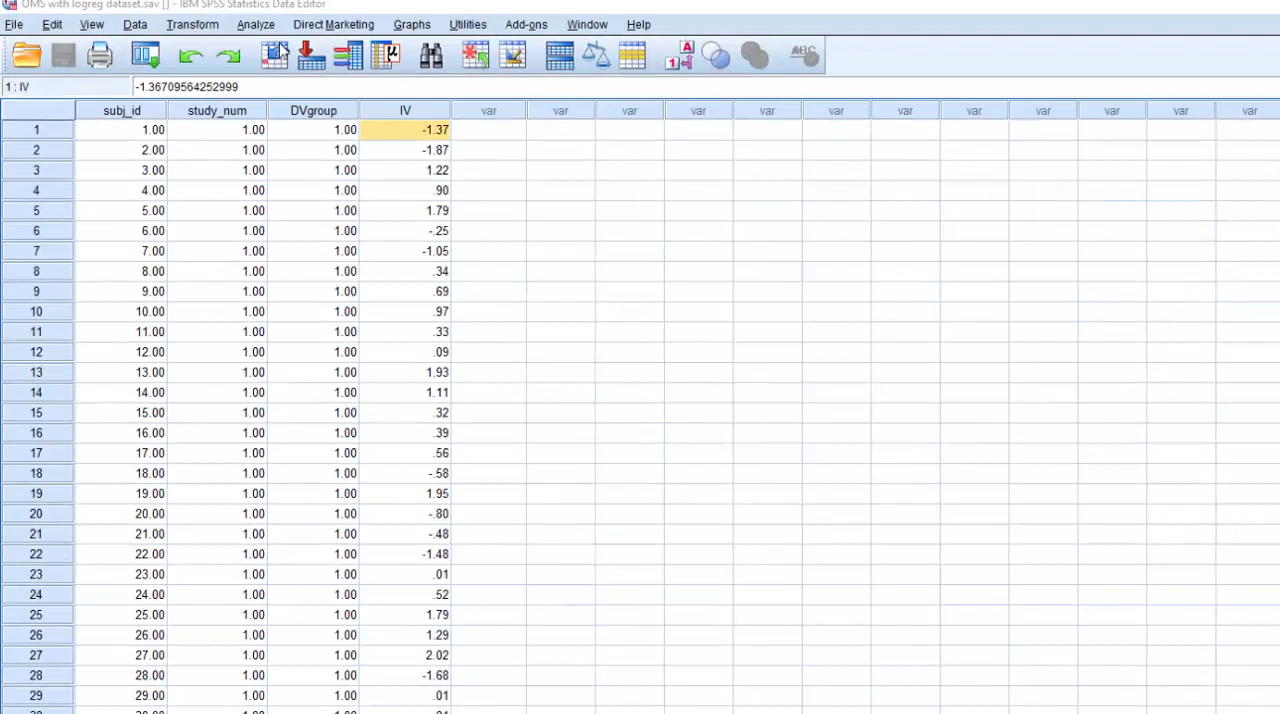 OMS with logreg dataset.sav [] - IBM SPSS Statistics Data Editor
File Edit View Data Transform Analyze Direct Marketing Graphs Utilities Add-ons Window Help
A 1 4 μ ABC
1 : IV -1.36709564252999
subj_id study_num DVgroup IV var var var var var var var var var var var var
1 1.00 1.00 1.00 -1.37
2 2.00 1.00 1.00 -1.87
3 3.00 1.00 1.00 1.22
4 4.00 1.00 1.00 .90
5 5.00 1.00 1.00 1.79
6 6.00 1.00 1.00 -.25
7 7.00 1.00 1.00 -1.05
8 8.00 1.00 1.00 .34
9 9.00 1.00 1.00 .69
10 10.00 1.00 1.00 .97
11 11.00 1.00 1.00 .33
12 12.00 1.00 1.00 .09
13 13.00 1.00 1.00 1.93
14 14.00 1.00 1.00 1.11
15 15.00 1.00 1.00 .32
16 16.00 1.00 1.00 .39
17 17.00 1.00 1.00 .56
18 18.00 1.00 1.00 -.58
19 19.00 1.00 1.00 1.95
20 20.00 1.00 1.00 -.80
21 21.00 1.00 1.00 -.48
22 22.00 1.00 1.00 -1.48
23 23.00 1.00 1.00 .01
24 24.00 1.00 1.00 .52
25 25.00 1.00 1.00 1.79
26 26.00 1.00 1.00 1.29
27 27.00 1.00 1.00 2.02
28 28.00 1.00 1.00 -1.68
29 29.00 1.00 1.00 .01